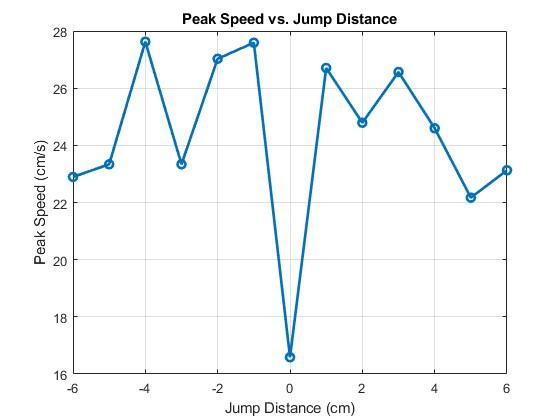 Peak Speed vs. Jump Distance
28
26
24
22
20
18
16
Peak Speed (cm/s)
-6 -4 -2 0 2 4 6
Jump Distance (cm)